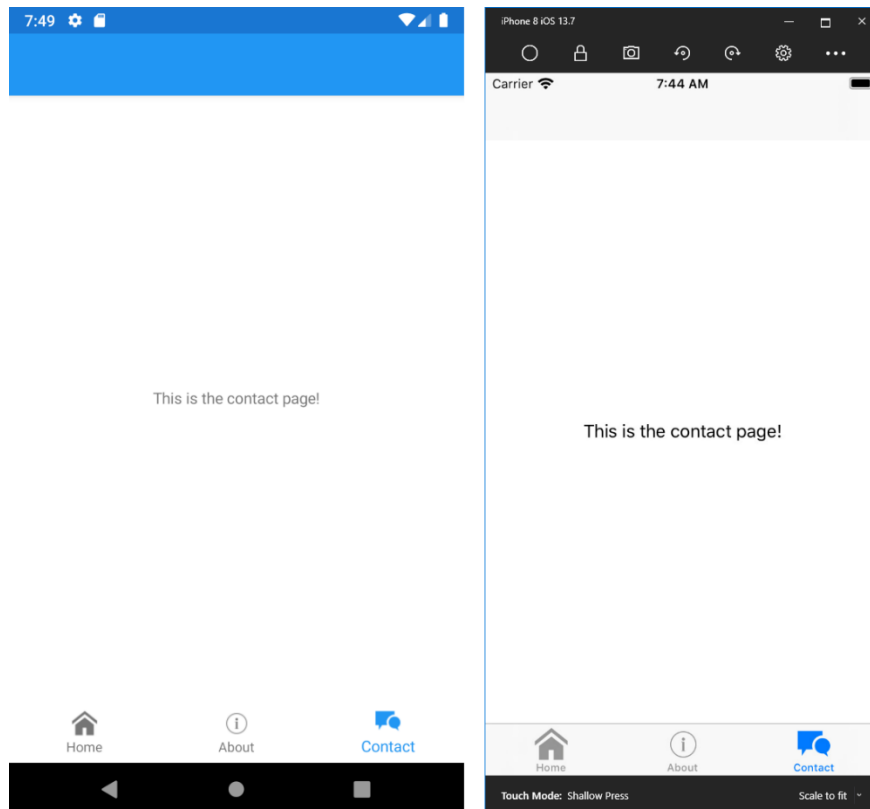 7:49
This is the contact page!
Home About Contact
iPhone 8 iOS 13.7
Carrier 7:44 AM
This is the contact page!
Home About Contact
Touch Mode: Shallow Press Scale to fit